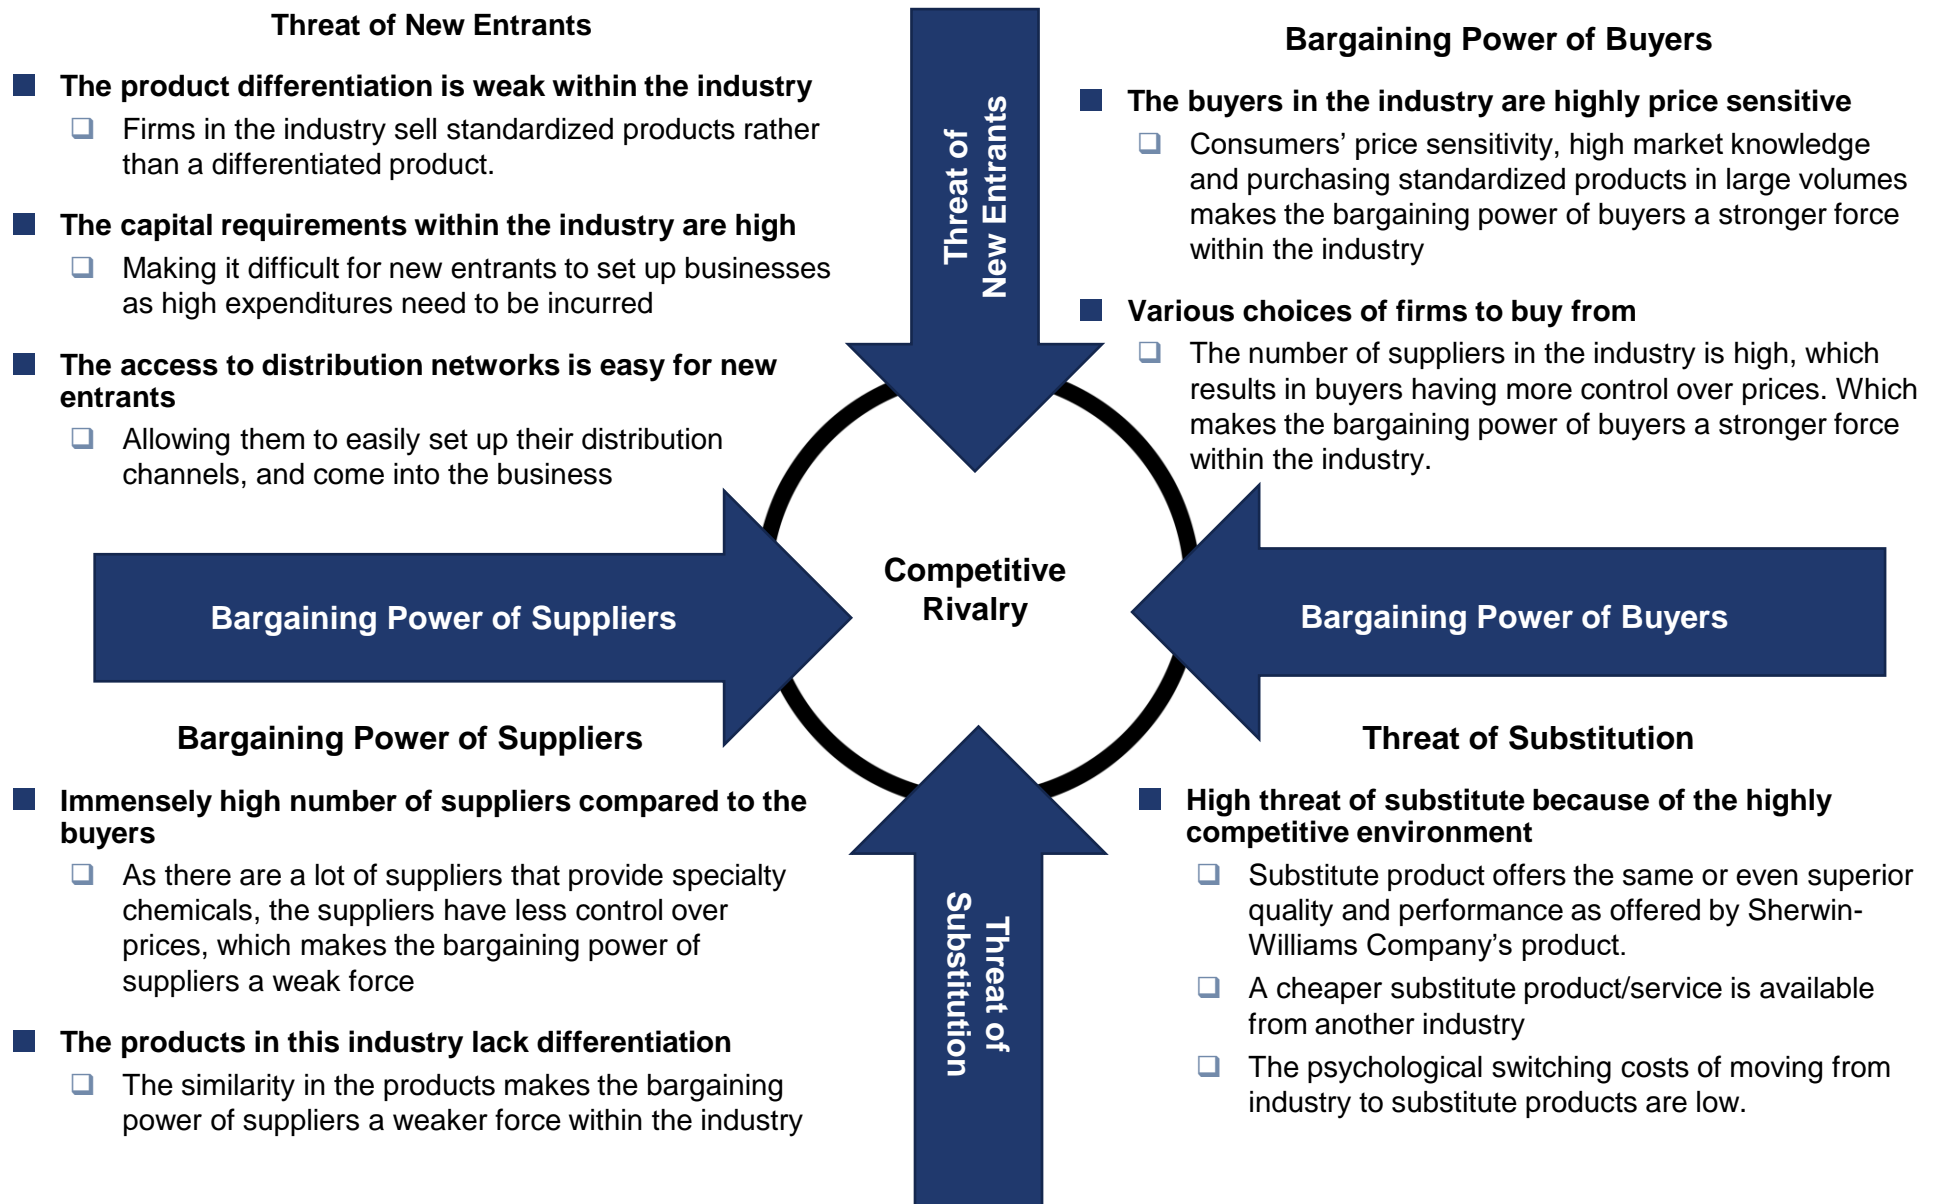 Threat of New Entrants
The product differentiation is weak within the industry
Firms in the industry sell standardized products rather
than a differentiated product.
The capital requirements within the industry are high
Making it difficult for new entrants to set up businesses
as high expenditures need to be incurred
The access to distribution networks is easy for new
entrants
Allowing them to easily set up their distribution
channels, and come into the business
Threat of
New Entrants
Bargaining Power of Buyers
The buyers in the industry are highly price sensitive
Consumers’ price sensitivity, high market knowledge
and purchasing standardized products in large volumes
makes the bargaining power of buyers a stronger force
within the industry
Various choices of firms to buy from
The number of suppliers in the industry is high, which
results in buyers having more control over prices. Which
makes the bargaining power of buyers a stronger force
within the industry.
Bargaining Power of Suppliers
Competitive
Rivalry
Bargaining Power of Buyers
Bargaining Power of Suppliers
Immensely high number of suppliers compared to the
buyers
As there are a lot of suppliers that provide specialty
chemicals, the suppliers have less control over
prices, which makes the bargaining power of
suppliers a weak force
The products in this industry lack differentiation
The similarity in the products makes the bargaining
power of suppliers a weaker force within the industry
Threat of
Substitution
Threat of Substitution
High threat of substitute because of the highly
competitive environment
Substitute product offers the same or even superior
quality and performance as offered by Sherwin-
Williams Company’s product.
A cheaper substitute product/service is available
from another industry
The psychological switching costs of moving from
industry to substitute products are low.